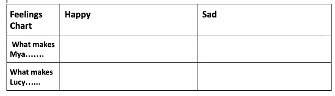 Feelings Happy Sad
Chart
What makes
Mya.......
What makes
Lucy......